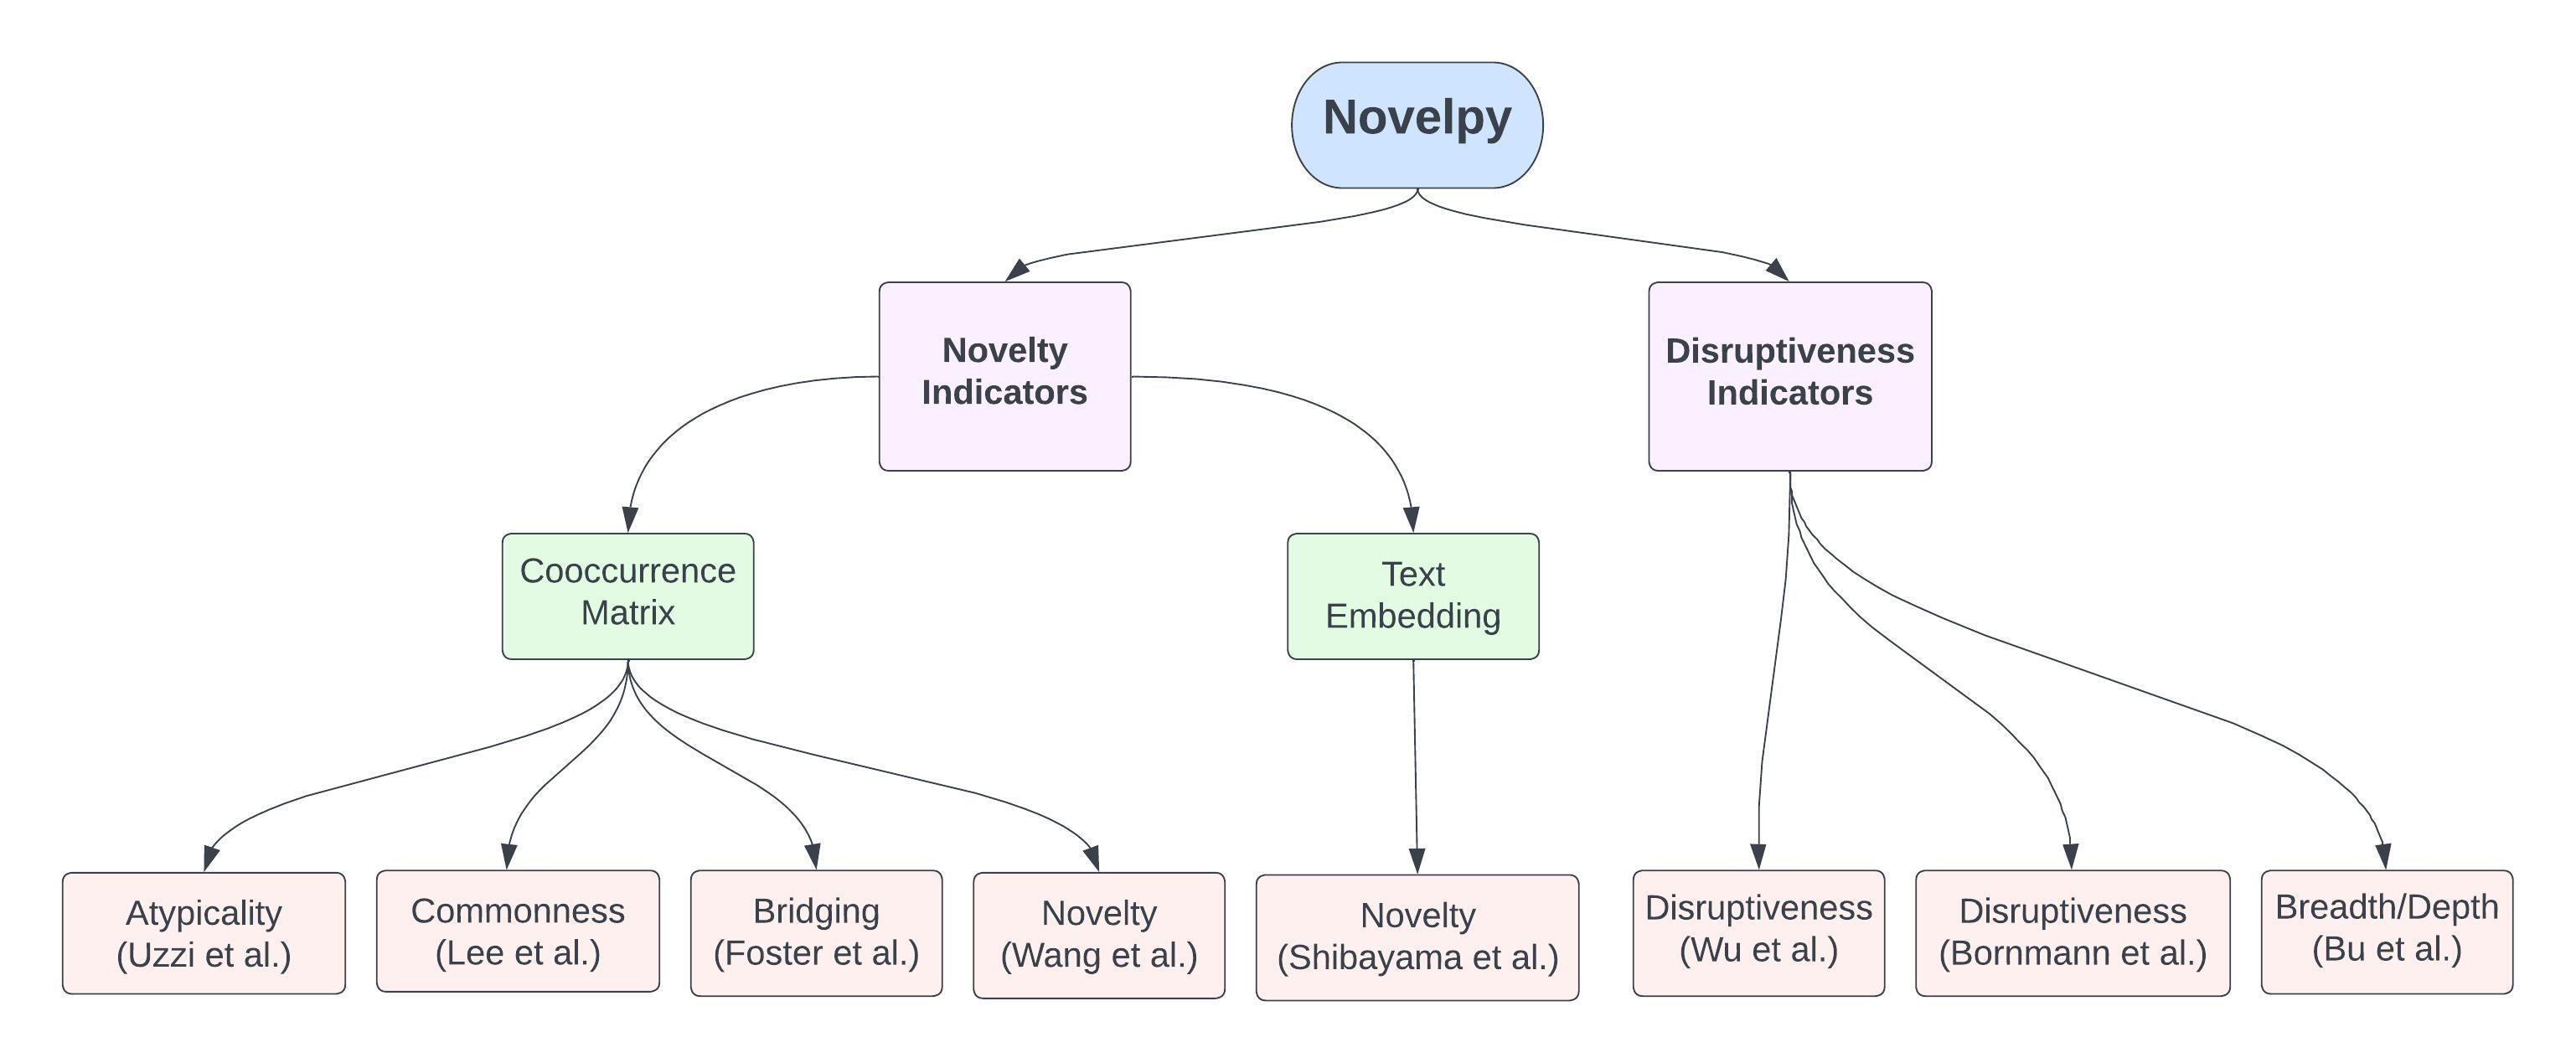 Novelpy
Novelty
Indicators
Disruptiveness
Indicators
Cooccurrence
Matrix
Text
Embedding
Atypicality
(Uzzi et al.)
Commonness
(Lee et al.)
Bridging
(Foster et al.)
Novelty
(Wang et al.)
Novelty
(Shibayama et al.)
Disruptiveness
(Wu et al.)
Disruptiveness
(Bornmann et al.)
Breadth/Depth
(Bu et al.)